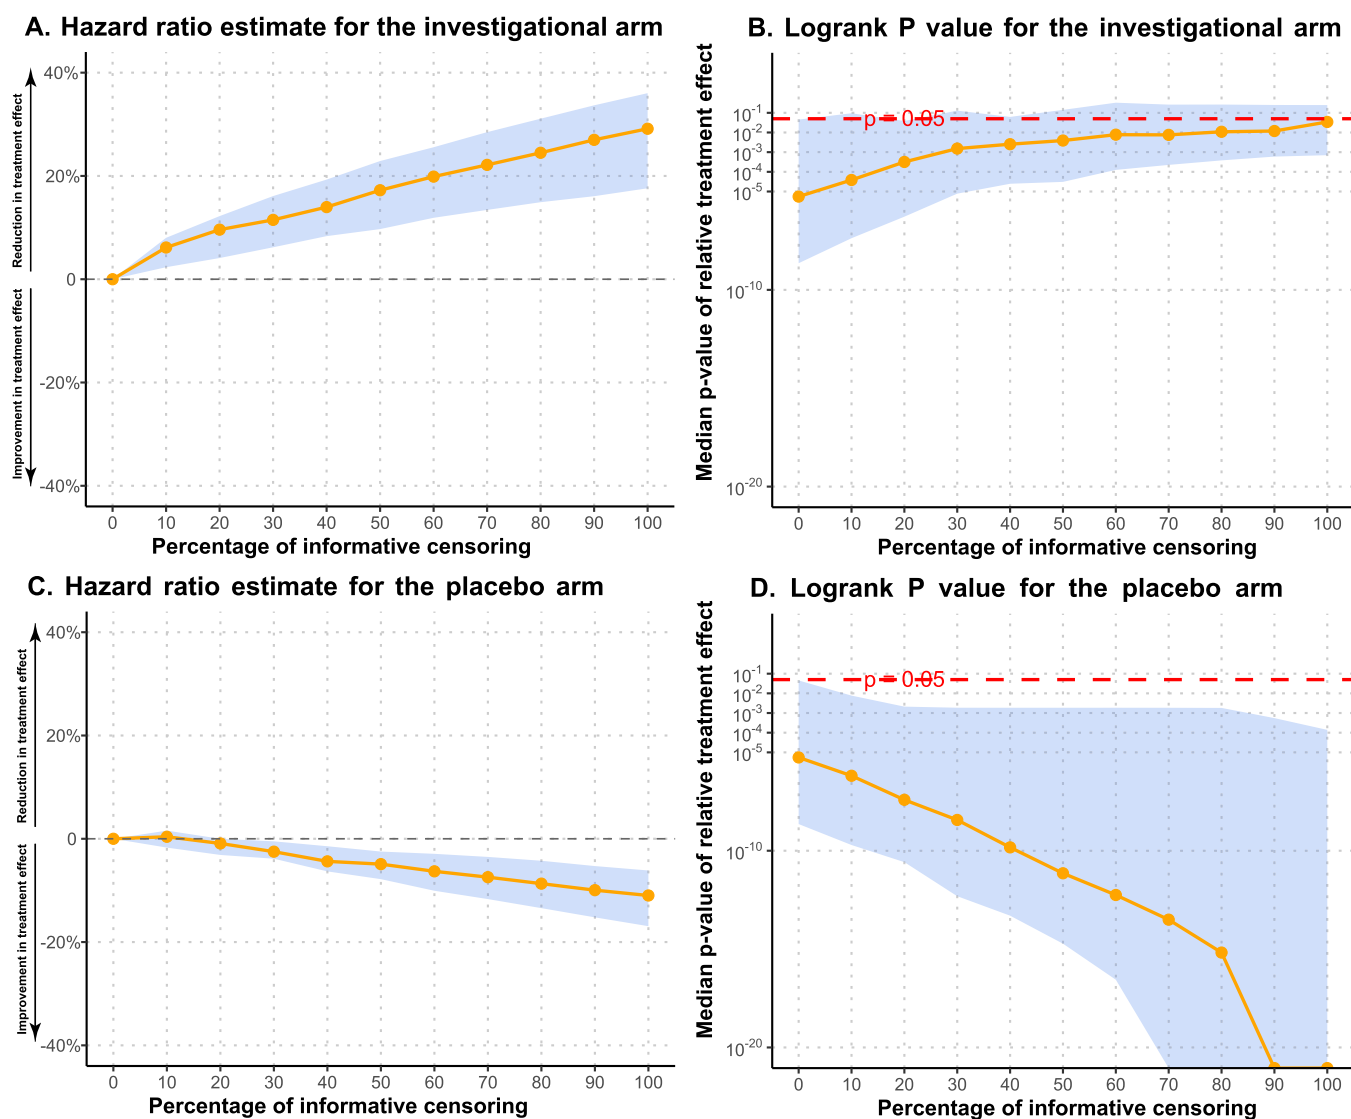 A. Hazard ratio estimate for the investigational arm
Reduction in treatment effect
Improvement in treatment effect
40%
20%
0
-20%
-40%
0 10 20 30 40 50 60 70 80 90 100
Percentage of informative censoring
B. Logrank P value for the investigational arm
Median p-value of relative treatment effect
10-1
10-2
10-3
10-4
10-5
10-10
10-20
p = 0.05
0 10 20 30 40 50 60 70 80 90 100
Percentage of informative censoring
C. Hazard ratio estimate for the placebo arm
Reduction in treatment effect
Improvement in treatment effect
40%
20%
0
-20%
-40%
0 10 20 30 40 50 60 70 80 90 100
Percentage of informative censoring
D. Logrank P value for the placebo arm
Median p-value of relative treatment effect
10-1
10-2
10-3
10-4
10-5
10-10
10-20
p = 0.05
0 10 20 30 40 50 60 70 80 90 100
Percentage of informative censoring